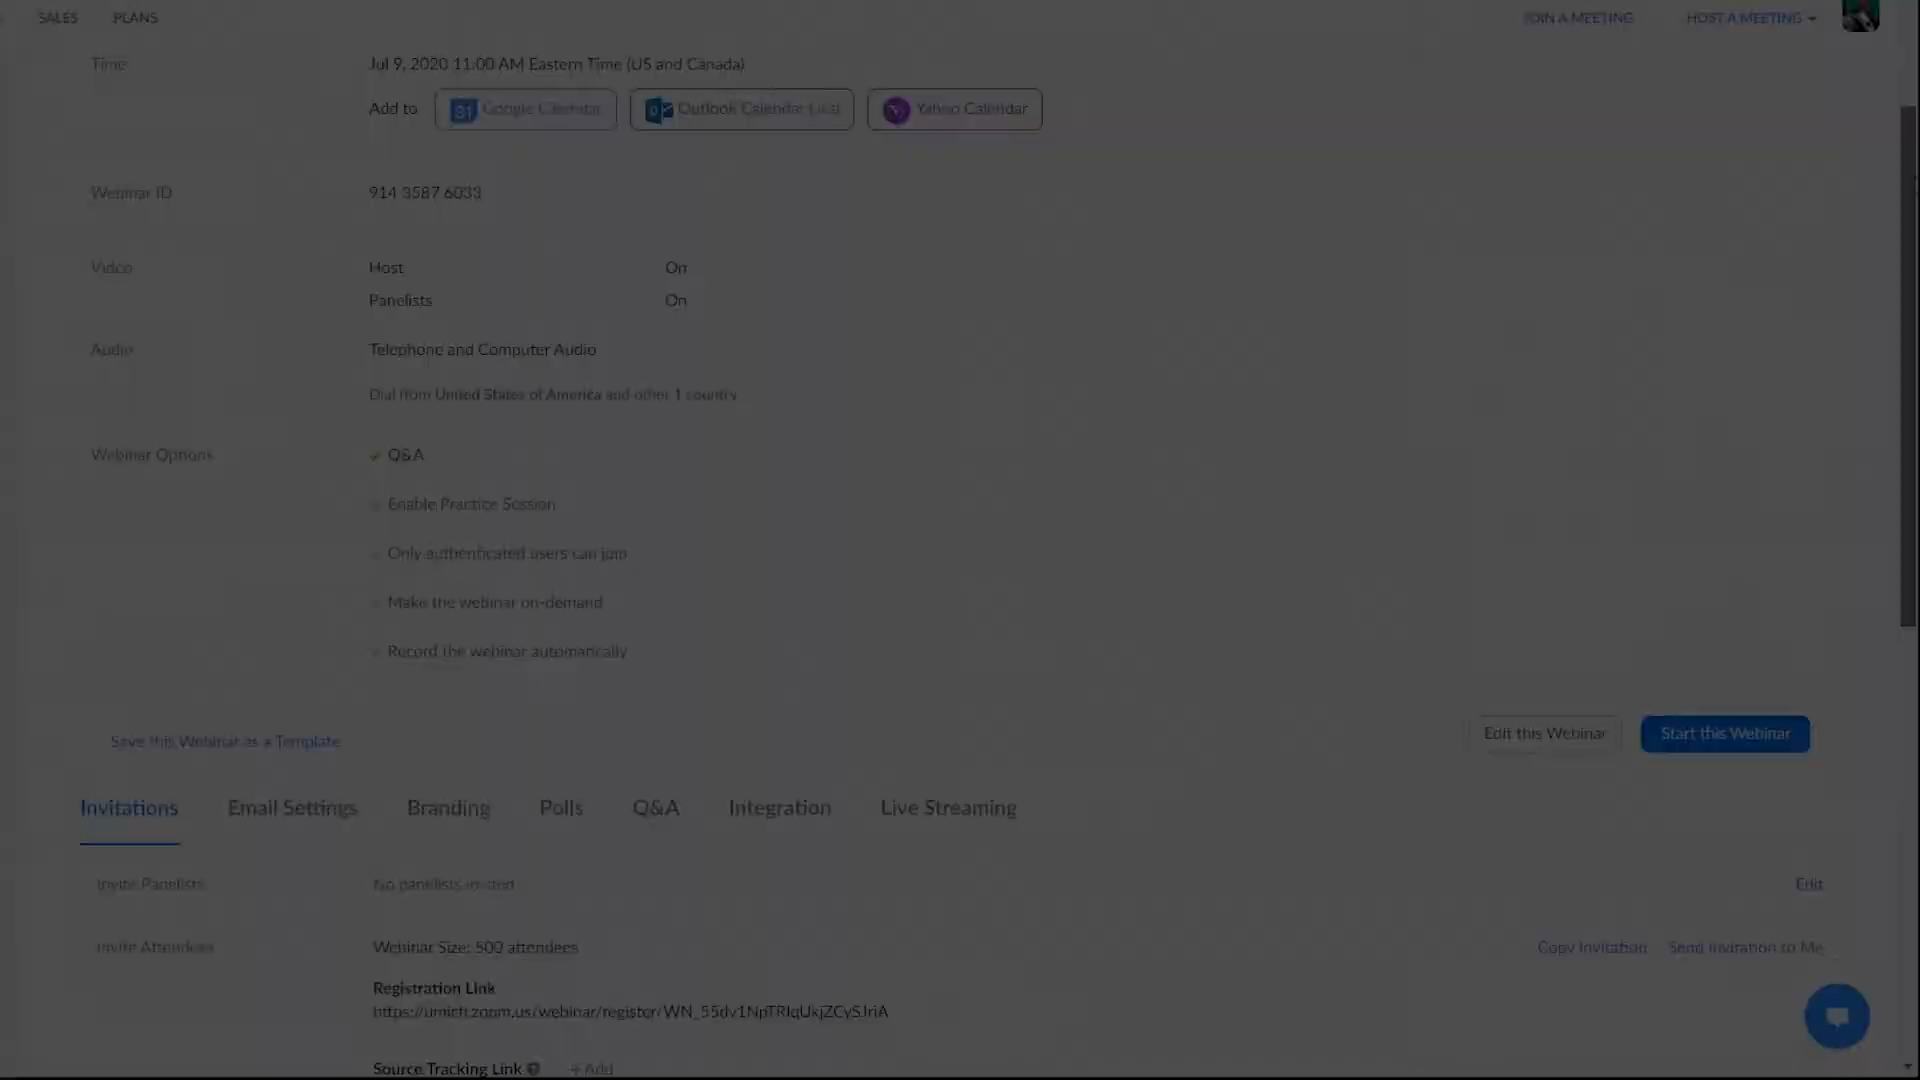 SALES PLANS JOIN A MEETING HOST A MEETING
Time Jul 9, 2020 11:00 AM Eastern Time (US and Canada)
Add to 31 Google Calendar Outlook Calendar (.ics) Yahoo Calendar
Webinar ID 914 3587 6033
Video Host On
Panelists On
Audio Telephone and Computer Audio
Dial from United States of America and other 1 country
Webinar Options Q&A
Enable Practice Session
Only authenticated users can join
Make the webinar on-demand
Record the webinar automatically
Save this Webinar as a Template Edit this Webinar Start this Webinar
Invitations Email Settings Branding Polls Q&A Integration Live Streaming
Invite Panelists No panelists invited Edit
Invite Attendees Webinar Size: 500 attendees Copy Invitation Send Invitation to Me
Registration Link
https://umich.zoom.us/webinar/register/
Source Tracking Link + Add